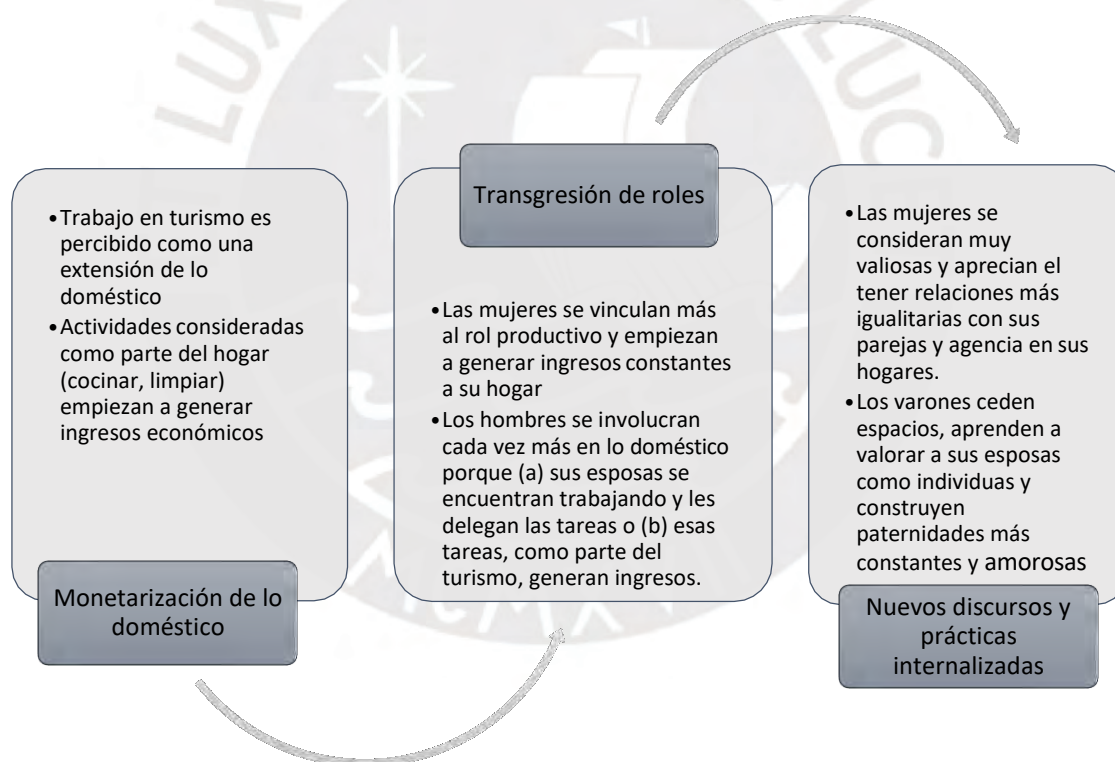 LUX
LUC
•Trabajo en turismo es
percibido como una
extensión de lo
doméstico
•Actividades consideradas
como parte del hogar
(cocinar, limpiar)
empiezan a generar
ingresos económicos
Monetarización de lo
doméstico
Transgresión de roles
•Las mujeres se vinculan más
al rol productivo y empiezan
a generar ingresos constantes
a su hogar
•Los hombres se involucran
cada vez más en lo doméstico
porque (a) sus esposas se
encuentran trabajando y les
delegan las tareas o (b) esas
tareas, como parte del
turismo, generan ingresos.
•Las mujeres se
consideran muy
valiosas y aprecian el
tener relaciones más
igualitarias con sus
parejas y agencia en sus
hogares.
•Los varones ceden
espacios, aprenden a
valorar a sus esposas
como individuas y
construyen
paternidades más
constantes y amorosas
Nuevos discursos y
prácticas
internalizadas